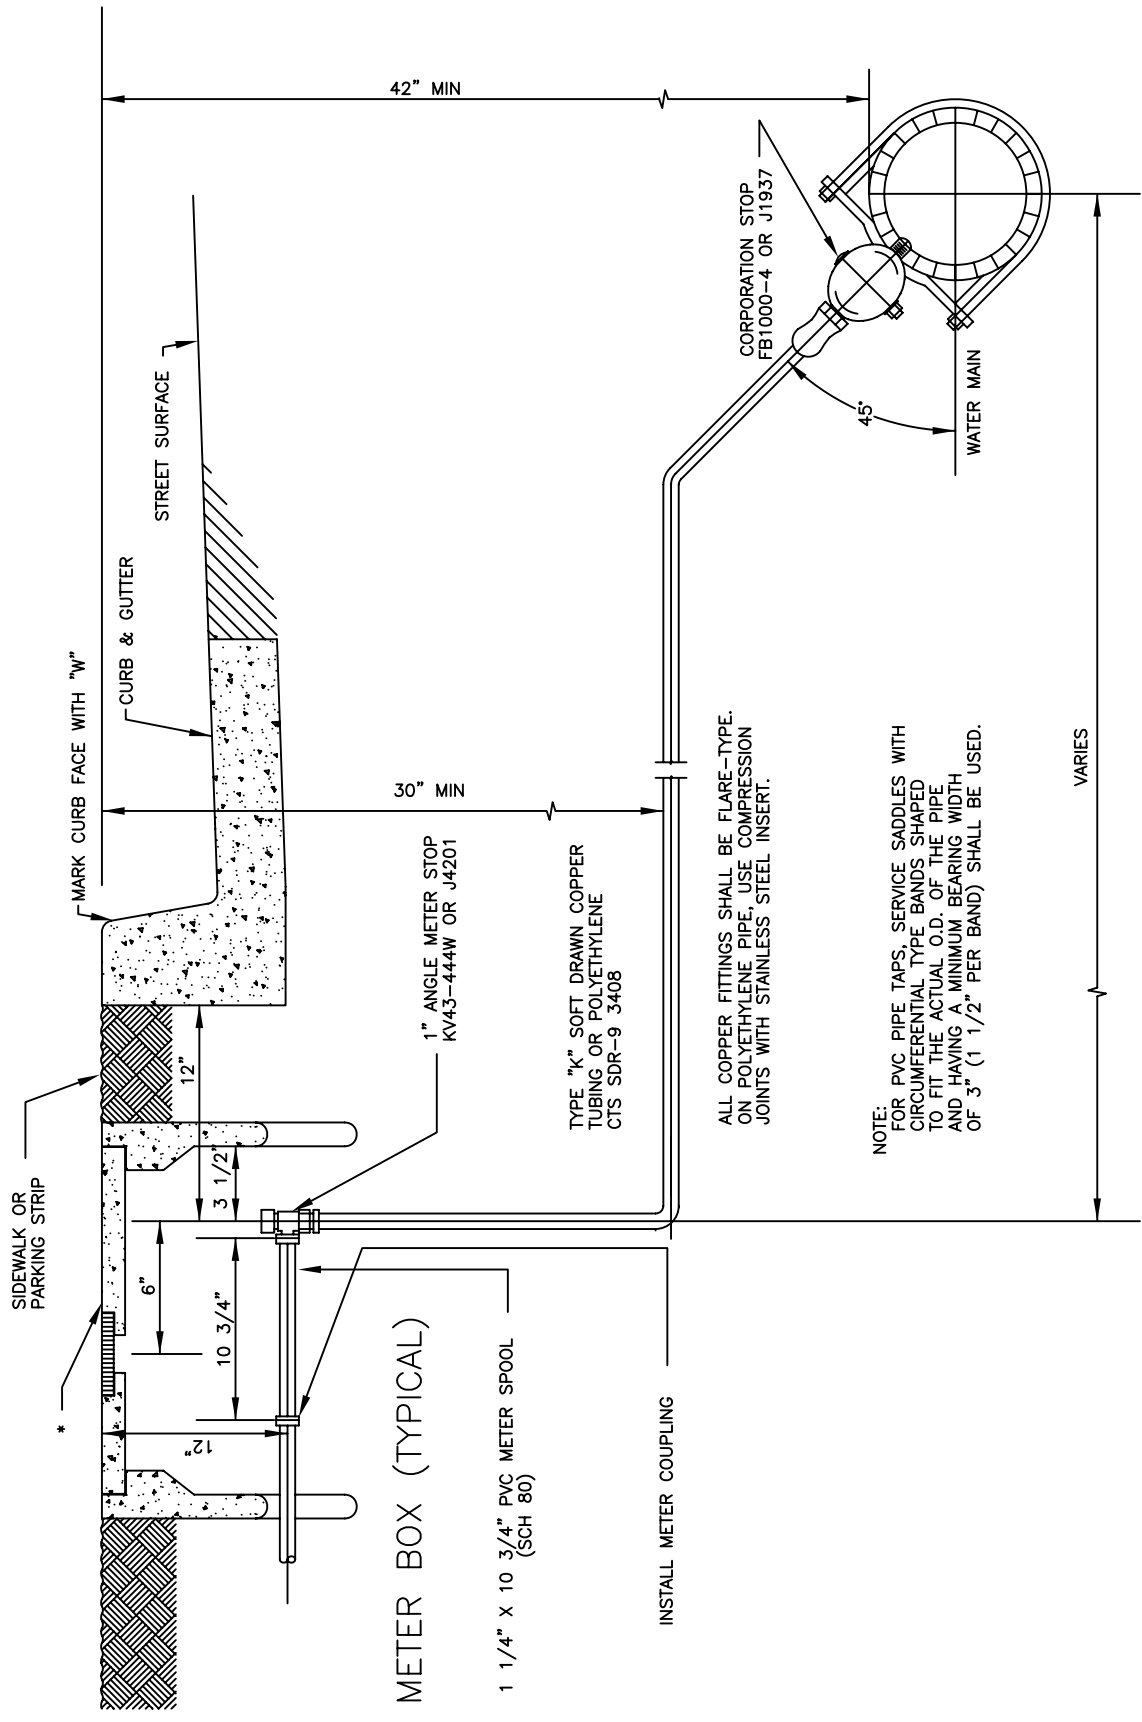 42" MIN
STREET SURFACE
CURB & GUTTER
MARK CURB FACE WITH "W"
SIDEWALK OR
PARKING STRIP
*
12"
3 1/2"
6"
10 3/4"
12"
30" MIN
CORPORATION STOP
FB1000-4 OR J1937
45°
WATER MAIN
1" ANGLE METER STOP
KV43-444W OR J4201
TYPE "K" SOFT DRAWN COPPER
TUBING OR POLYETHYLENE
CTS SDR-9 3408
METER BOX (TYPICAL)
1 1/4" X 10 3/4" PVC METER SPOOL
(SCH 80)
INSTALL METER COUPLING
ALL COPPER FITTINGS SHALL BE FLARE-TYPE.
ON POLYETHYLENE PIPE, USE COMPRESSION
JOINTS WITH STAINLESS STEEL INSERT.
NOTE:
FOR PVC PIPE TAPS, SERVICE SADDLES WITH
CIRCUMFERENTIAL TYPE BANDS SHAPED
TO FIT THE ACTUAL O.D. OF THE PIPE
AND HAVING A MINIMUM BEARING WIDTH
OF 3" (1 1/2" PER BAND) SHALL BE USED.
VARIES